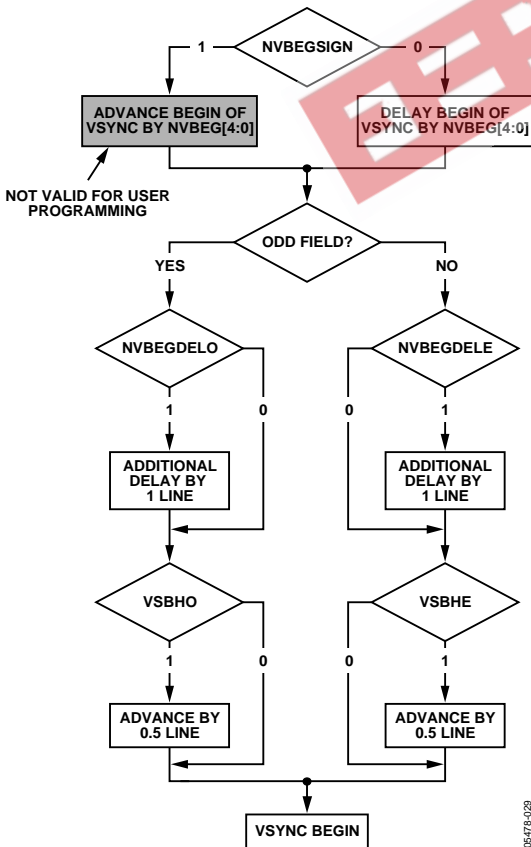 NVBEGSIGN
1
0
ADVANCE BEGIN OF
VSYNC BY NVBEG[4:0]
DELAY BEGIN OF
VSYNC BY NVBEG[4:0]
NOT VALID FOR USER
PROGRAMMING
ODD FIELD?
YES
NO
NVBEGDELO
NVBEGDELE
1
0
0
1
ADDITIONAL
DELAY BY
1 LINE
ADDITIONAL
DELAY BY
1 LINE
VSBHO
VSBHE
1
0
0
1
ADVANCE BY
0.5 LINE
ADVANCE BY
0.5 LINE
VSYNC BEGIN
05478-029